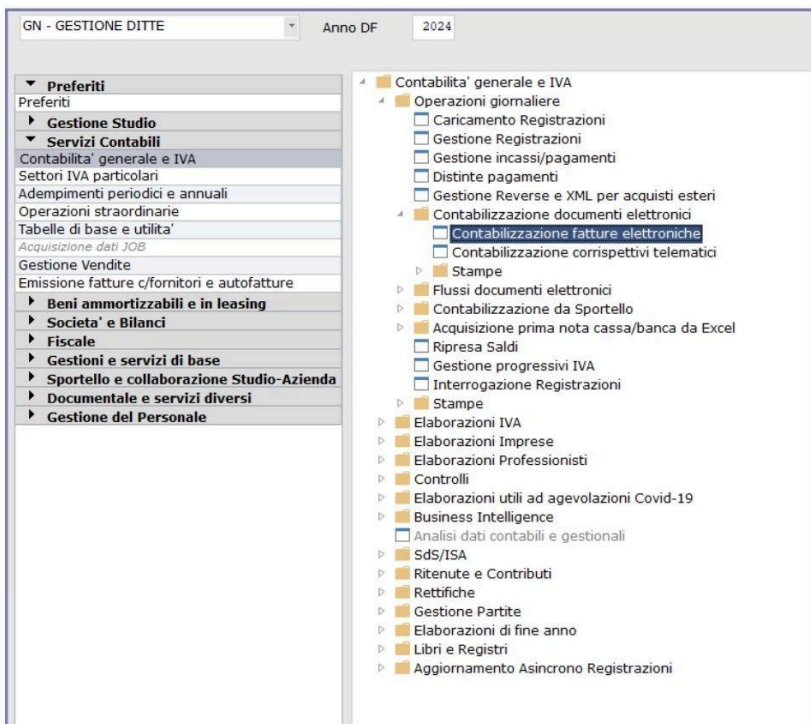 GN - GESTIONE DITTE Anno DF 2024
Preferiti
Preferiti
Gestione Studio
Servizi Contabili
Contabilita' generale e IVA
Settori IVA particolari
Adempimenti periodici e annuali
Operazioni straordinarie
Tabelle di base e utilita'
Acquisizione dati JOB
Gestione Vendite
Emissione fatture c/fornitori e autofatture
Beni ammortizzabili e in leasing
Societa' e Bilanci
Fiscale
Gestioni e servizi di base
Sportello e collaborazione Studio-Azienda
Documentale e servizi diversi
Gestione del Personale
Contabilita' generale e IVA
Operazioni giornaliere
Caricamento Registrazioni
Gestione Registrazioni
Gestione incassi/pagamenti
Distinte pagamenti
Gestione Reverse e XML per acquisti esteri
Contabilizzazione documenti elettronici
Contabilizzazione fatture elettroniche
Contabilizzazione corrispettivi telematici
Stampe
Flussi documenti elettronici
Contabilizzazione da Sportello
Acquisizione prima nota cassa/banca da Excel
Ripresa Saldi
Gestione progressivi IVA
Interrogazione Registrazioni
Stampe
Elaborazioni IVA
Elaborazioni Imprese
Elaborazioni Professionisti
Controlli
Elaborazioni utili ad agevolazioni Covid-19
Business Intelligence
Analisi dati contabili e gestionali
SdS/ISA
Ritenute e Contributi
Rettifiche
Gestione Partite
Elaborazioni di fine anno
Libri e Registri
Aggiornamento Asincrono Registrazioni